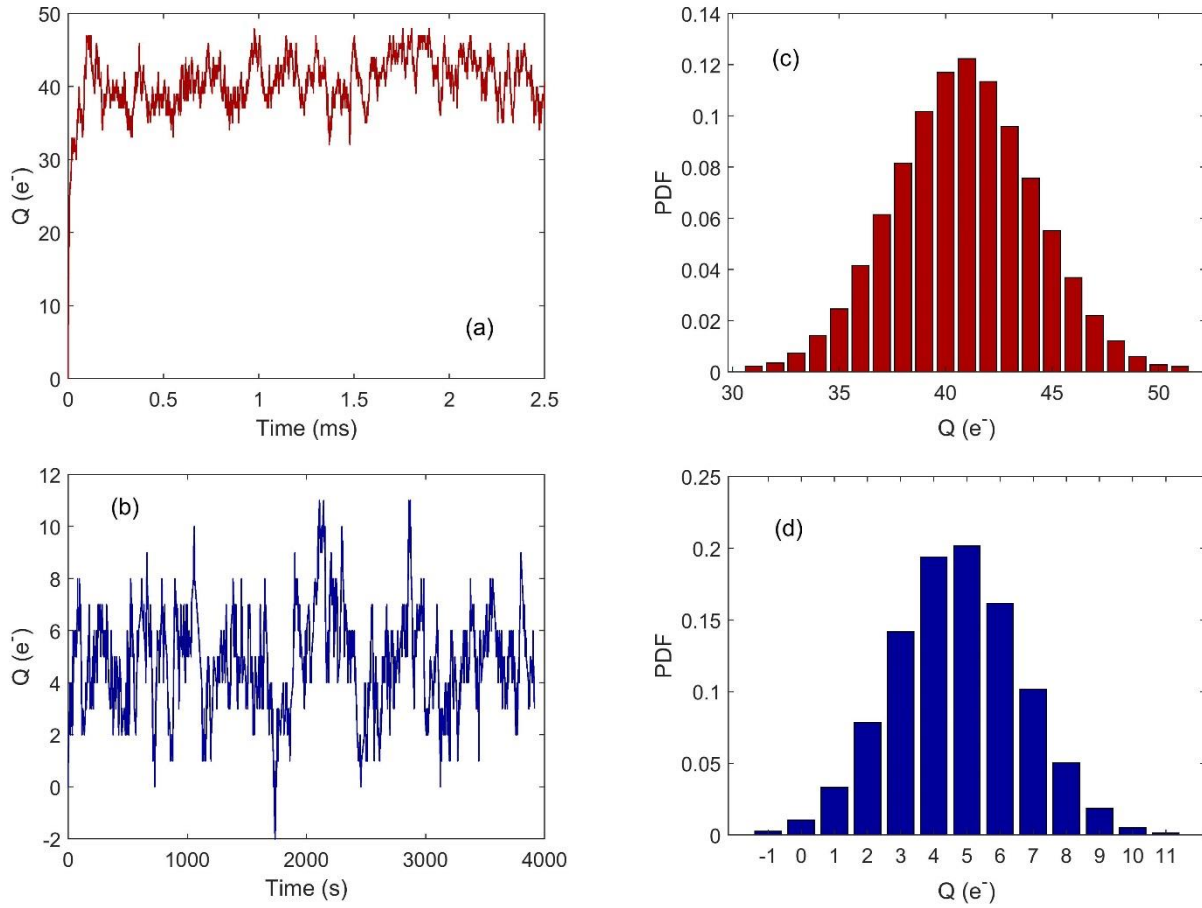 50
40
30
20
10
0
Q (e-)
(a)
0 0.5 1 1.5 2 2.5
Time (ms)
0.14
0.12
0.10
0.08
0.06
0.04
0.02
0
PDF
(c)
30 35 40 45 50
Q (e-)
12
10
8
6
4
2
0
-2
Q (e-)
(b)
0 1000 2000 3000 4000
Time (s)
0.25
0.2
0.15
0.1
0.05
0
PDF
(d)
-1 0 1 2 3 4 5 6 7 8 9 10 11
Q (e-)